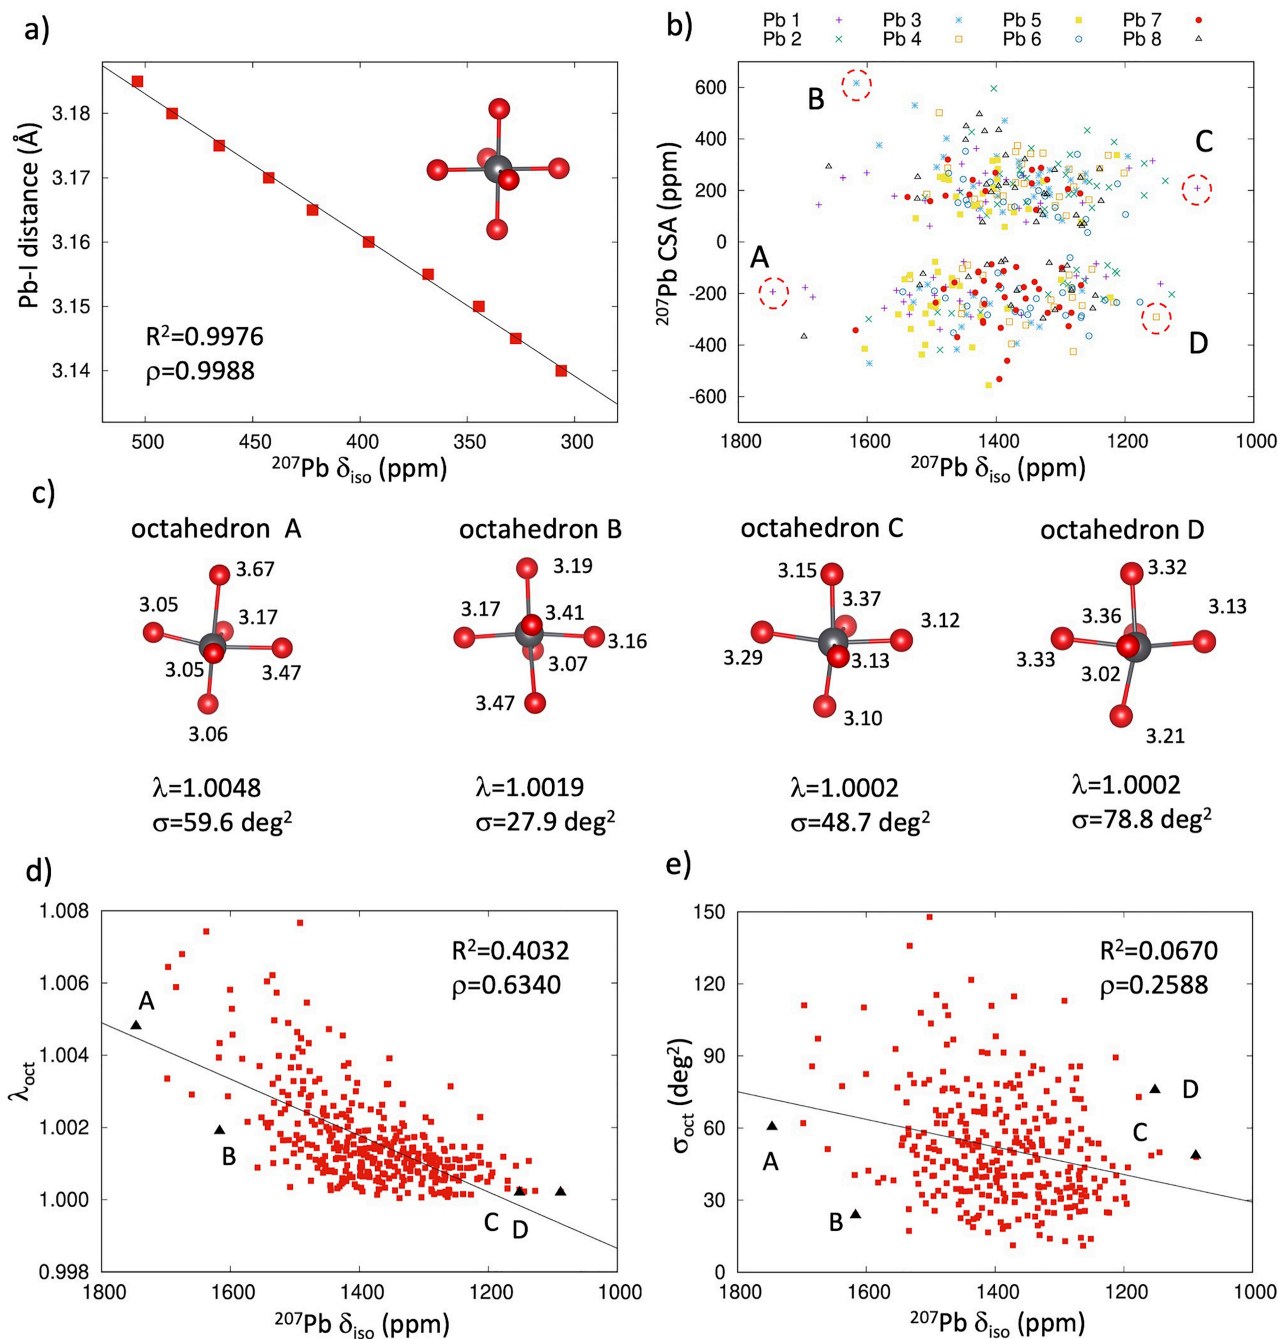 a)
Pb-I distance (Å)
3.18
3.17
3.16
3.15
3.14
R²=0.9976
ρ=0.9988
500 450 400 350 300
²⁰⁷Pb δiso (ppm)
b)
Pb 1 Pb 3 Pb 5 Pb 7
Pb 2 Pb 4 Pb 6 Pb 8
²⁰⁷Pb CSA (ppm)
600
400
200
0
-200
-400
-600
B
C
A
D
1800 1600 1400 1200 1000
²⁰⁷Pb δiso (ppm)
c)
octahedron A
3.67
3.05
3.17
3.05
3.47
3.06
λ=1.0048
σ=59.6 deg²
octahedron B
3.19
3.17
3.41
3.16
3.07
3.47
λ=1.0019
σ=27.9 deg²
octahedron C
3.15
3.37
3.12
3.29
3.13
3.10
λ=1.0002
σ=48.7 deg²
octahedron D
3.32
3.36
3.13
3.33
3.02
3.21
λ=1.0002
σ=78.8 deg²
d)
λoct
1.008
1.006
1.004
1.002
1.000
0.998
R²=0.4032
ρ=0.6340
A
B
C D
1800 1600 1400 1200 1000
²⁰⁷Pb δiso (ppm)
e)
σoct (deg²)
150
120
90
60
30
0
R²=0.0670
ρ=0.2588
D
C
A
B
1800 1600 1400 1200 1000
²⁰⁷Pb δiso (ppm)